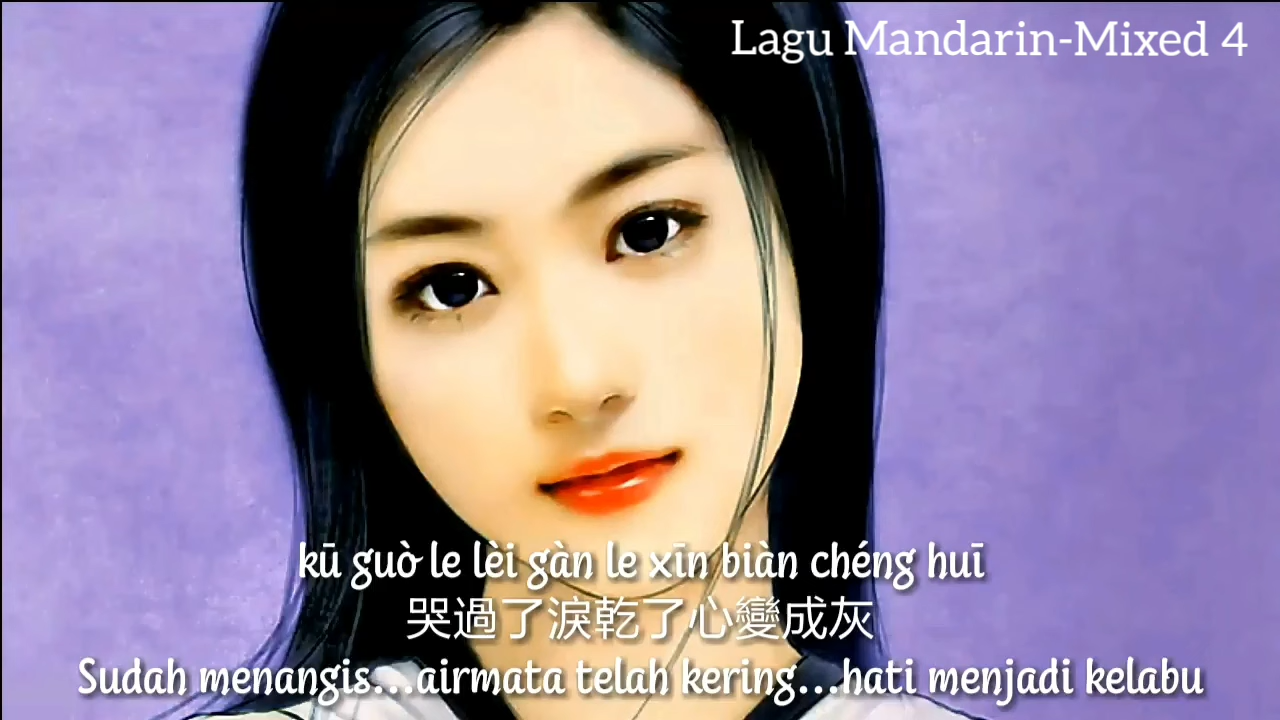 Lagu Mandarin-Mixed 4
kū guò le lèi gàn le xīn biàn chéng huī
哭過了淚乾了心變成灰
Sudah menangis...airmata telah kering...hati menjadi kelabu